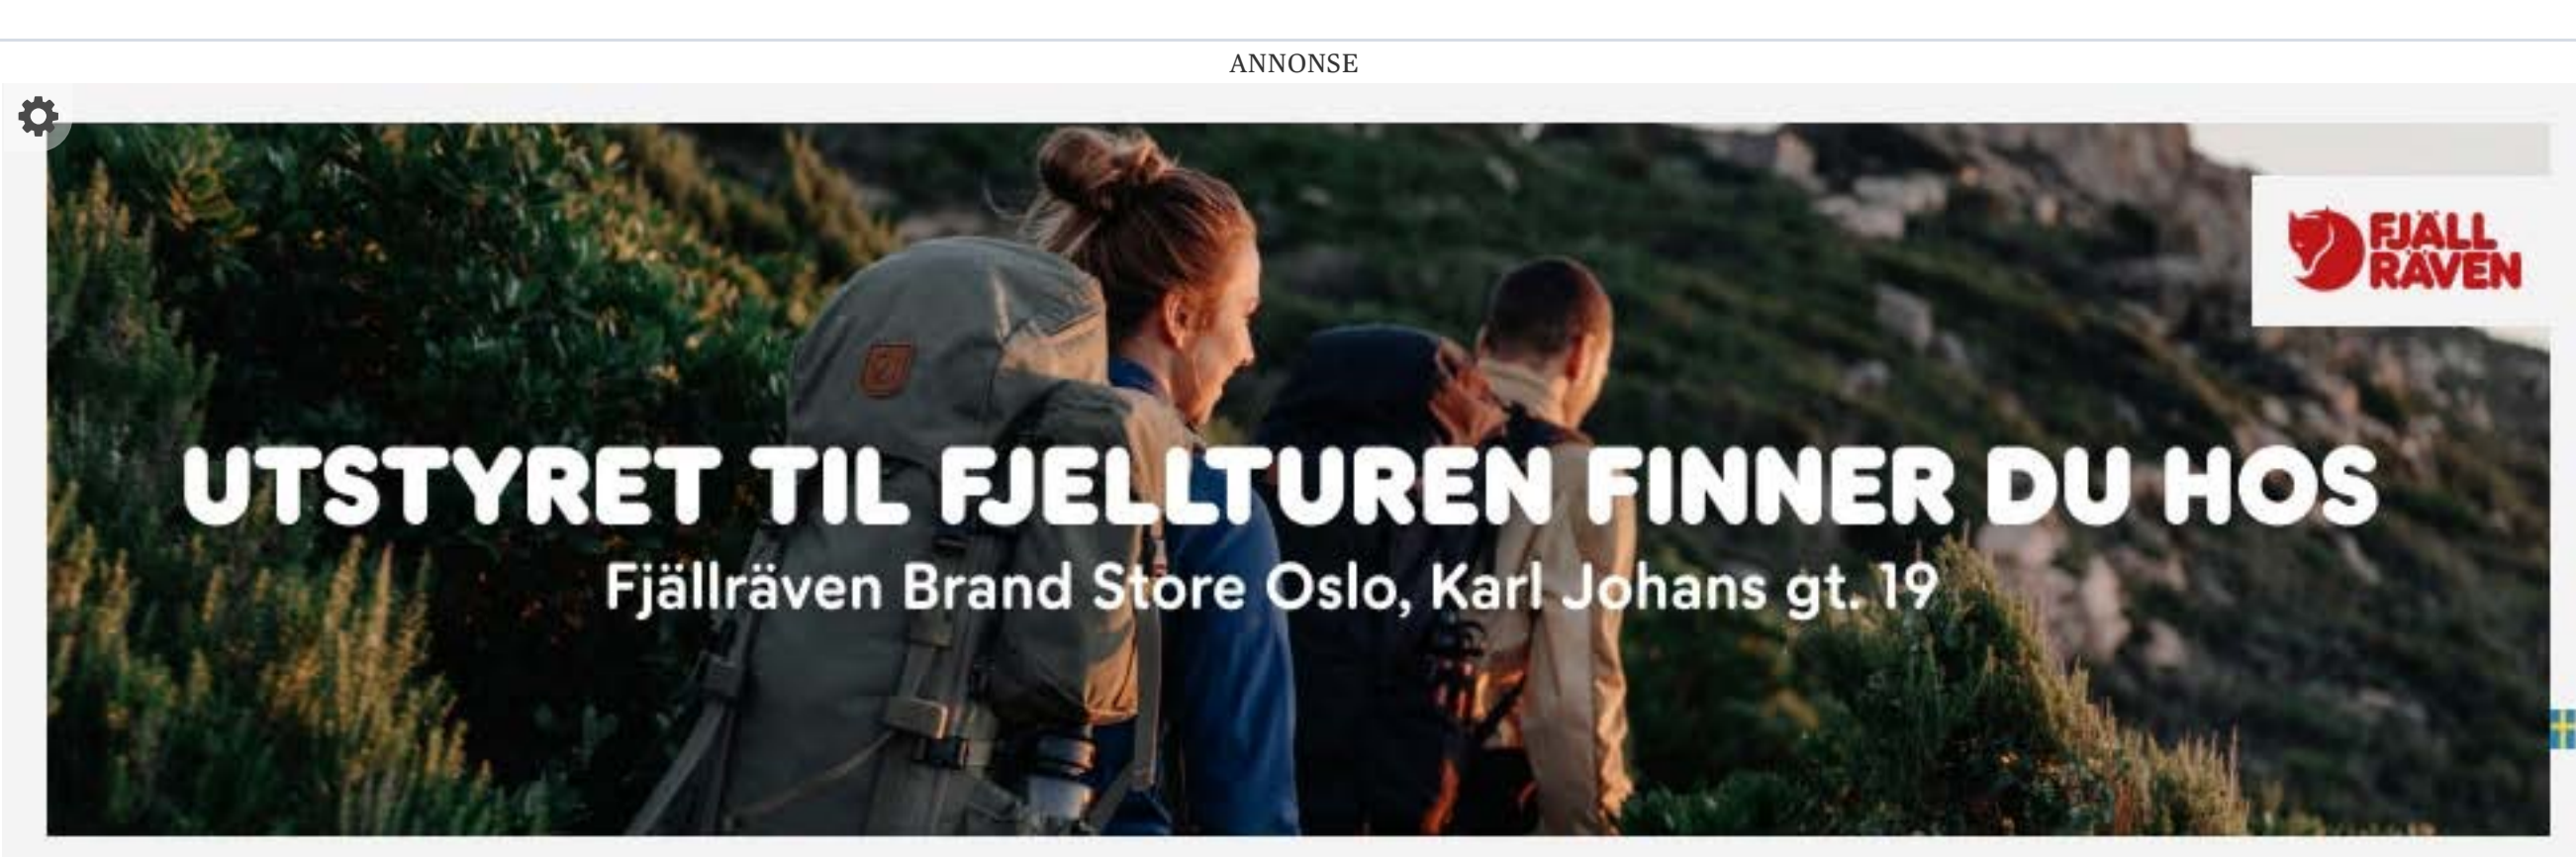 ANNONSE
FJÄLL
RÄVEN
UTSTYRET TIL FJELLTUREN FINNER DU HOS
Fjällräven Brand Store Oslo, Karl Johans gt. 19